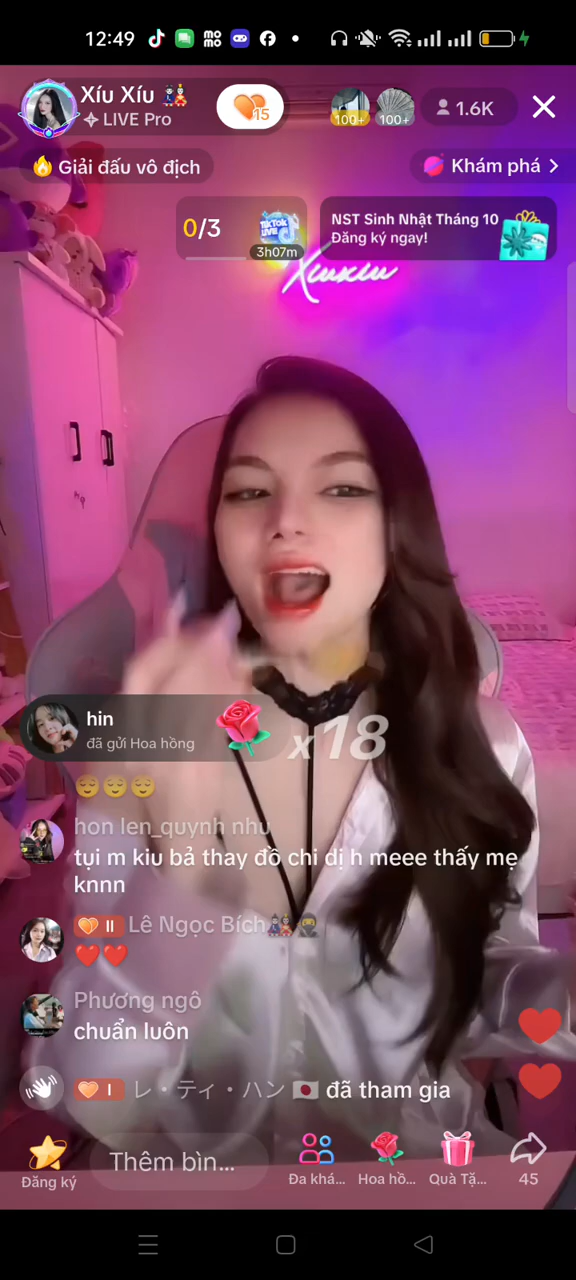 12:49
Xíu Xíu
LIVE Pro
15
100+
100+
1.6K
Giải đấu vô địch
Khám phá
0/3
TikTok LIVE
3h07m
NST Sinh Nhật Tháng 10
Đăng ký ngay!
Xiuxiu
hin
đã gửi Hoa hồng
x18
hon len_quynh nhu
tụi m kiu bả thay đồ chi dị h meee thấy mẹ
knnn
II Lê Ngọc Bích
Phương ngô
chuẩn luôn
I レ・ティ・ハン đã tham gia
Đăng ký
Thêm bìn...
Đa khá...
Hoa hồ...
Quà Tặ...
45